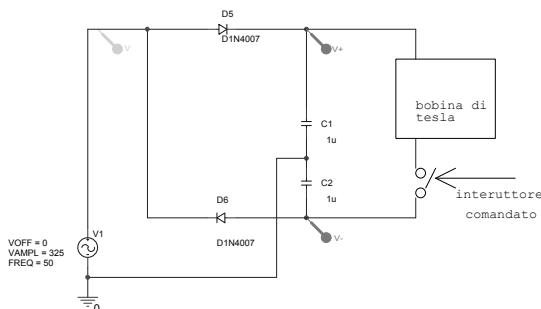 D5
D1N4007
V
V+
C1
1u
bobina di
tesla
C2
1u
D6
D1N4007
V-
interuttore
comandato
V1
VOFF = 0
VAMPL = 325
FREQ = 50
0